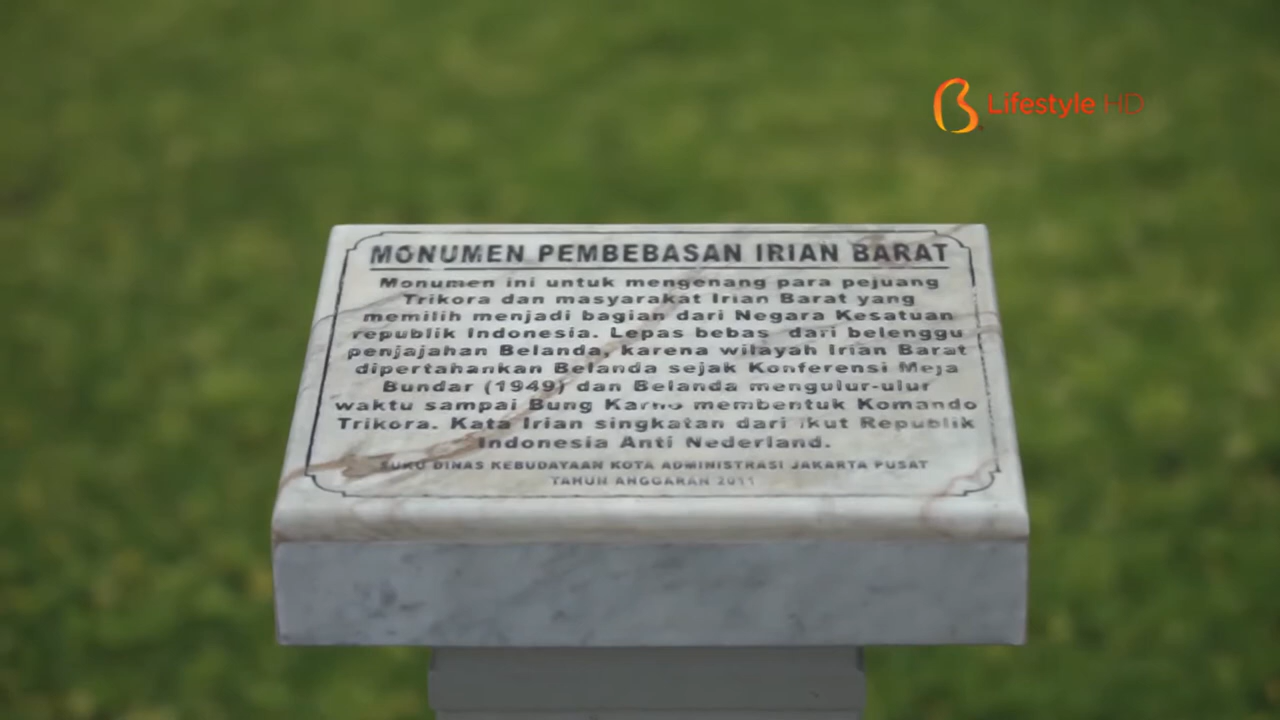 Lifestyle HD
MONUMEN PEMBEBASAN IRIAN BARAT
Monumen ini untuk mengenang para pejuang
Trikora dan masyarakat Irian Barat yang
memilih menjadi bagian dari Negara Kesatuan
republik Indonesia. Lepas bebas dari belenggu
penjajahan Belanda, karena wilayah Irian Barat
dipertahankan Belanda sejak Konferensi Meja
Bundar (1949) dan Belanda mengulur-ulur
waktu sampai Bung Karno membentuk Komando
Trikora. Kata Irian singkatan dari ikut Republik
Indonesia Anti Nederland.
SUKU DINAS KEBUDAYAAN KOTA ADMINISTRASI JAKARTA PUSAT
TAHUN ANGGARAN 2011